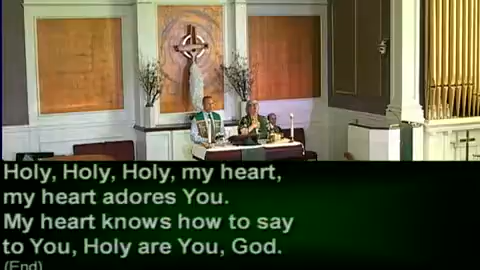 Holy, Holy, Holy, my heart,
my heart adores You.
My heart knows how to say
to You, Holy are You, God.
(End)